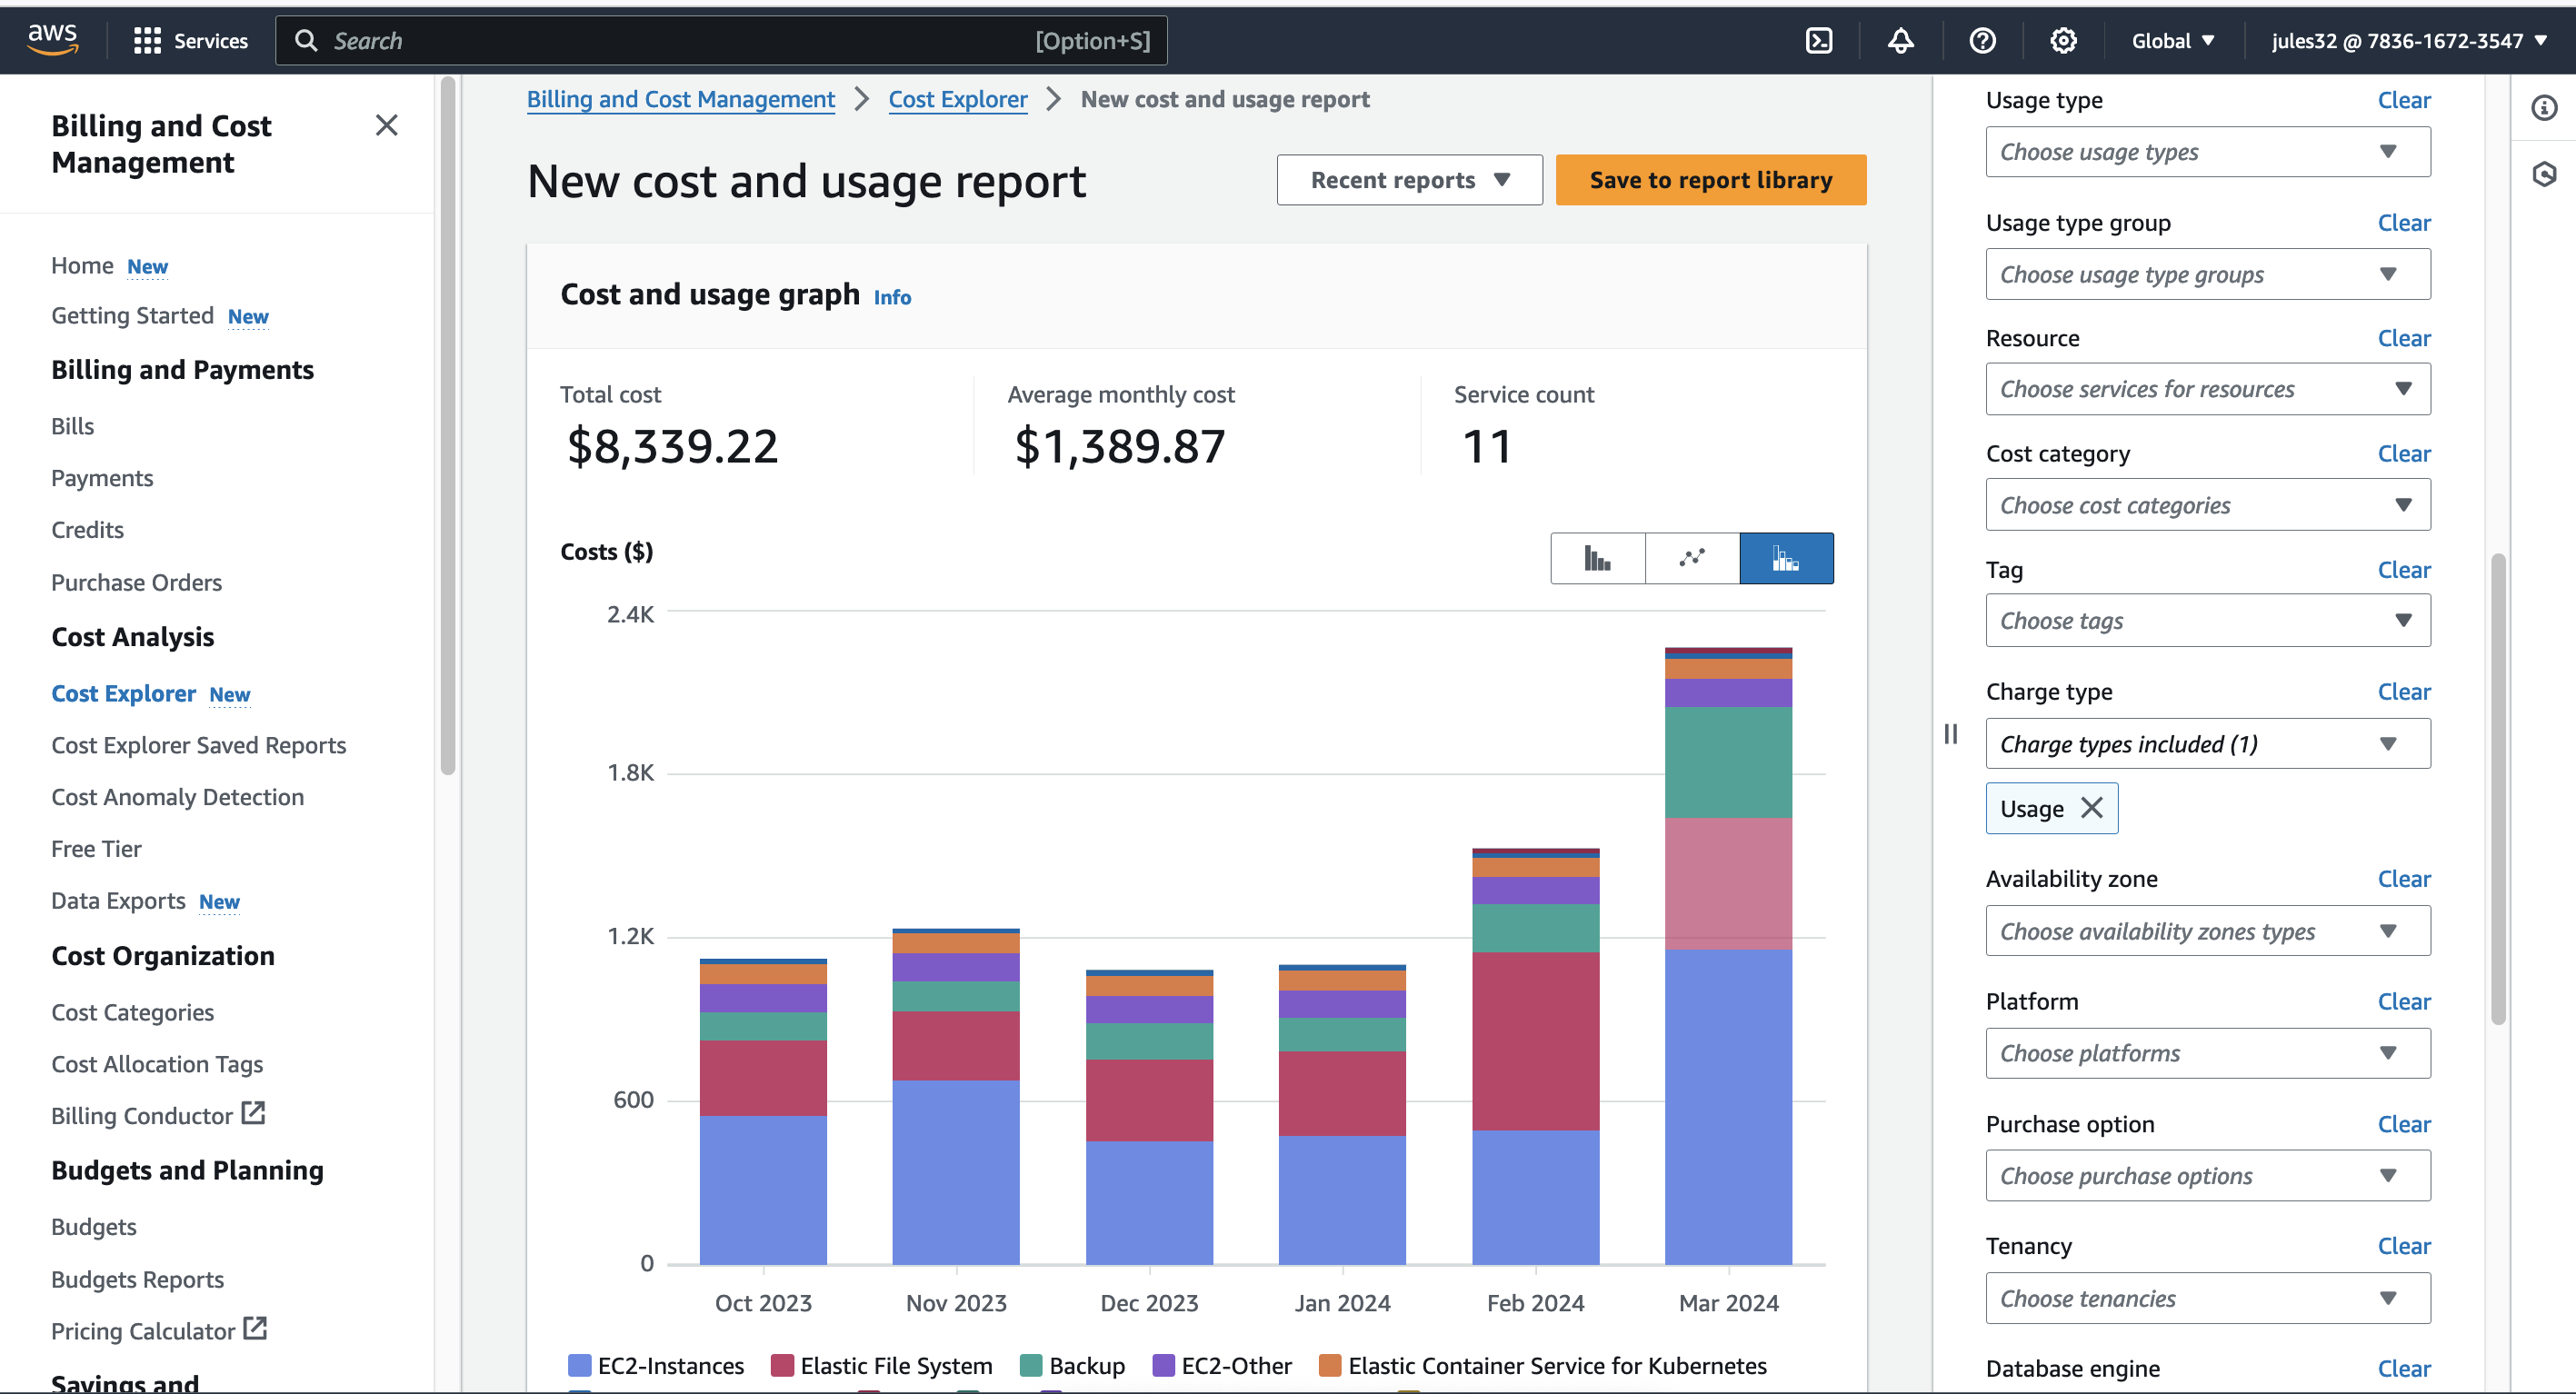 aws
Services
Search
[Option+S]
Global
jules32 @ 7836-1672-3547
Billing and Cost
Management
Home New
Getting Started New
Billing and Payments
Bills
Payments
Credits
Purchase Orders
Cost Analysis
Cost Explorer New
Cost Explorer Saved Reports
Cost Anomaly Detection
Free Tier
Data Exports New
Cost Organization
Cost Categories
Cost Allocation Tags
Billing Conductor
Budgets and Planning
Budgets
Budgets Reports
Pricing Calculator
Savings and
Billing and Cost Management
Cost Explorer
New cost and usage report
New cost and usage report
Recent reports
Save to report library
Cost and usage graph Info
Total cost
$8,339.22
Average monthly cost
$1,389.87
Service count
11
Costs ($)
2.4K
1.8K
1.2K
600
0
Oct 2023
Nov 2023
Dec 2023
Jan 2024
Feb 2024
Mar 2024
EC2-Instances
Elastic File System
Backup
EC2-Other
Elastic Container Service for Kubernetes
Usage type Clear
Choose usage types
Usage type group Clear
Choose usage type groups
Resource Clear
Choose services for resources
Cost category Clear
Choose cost categories
Tag Clear
Choose tags
Charge type Clear
Charge types included (1)
Usage
Availability zone Clear
Choose availability zones types
Platform Clear
Choose platforms
Purchase option Clear
Choose purchase options
Tenancy Clear
Choose tenancies
Database engine Clear